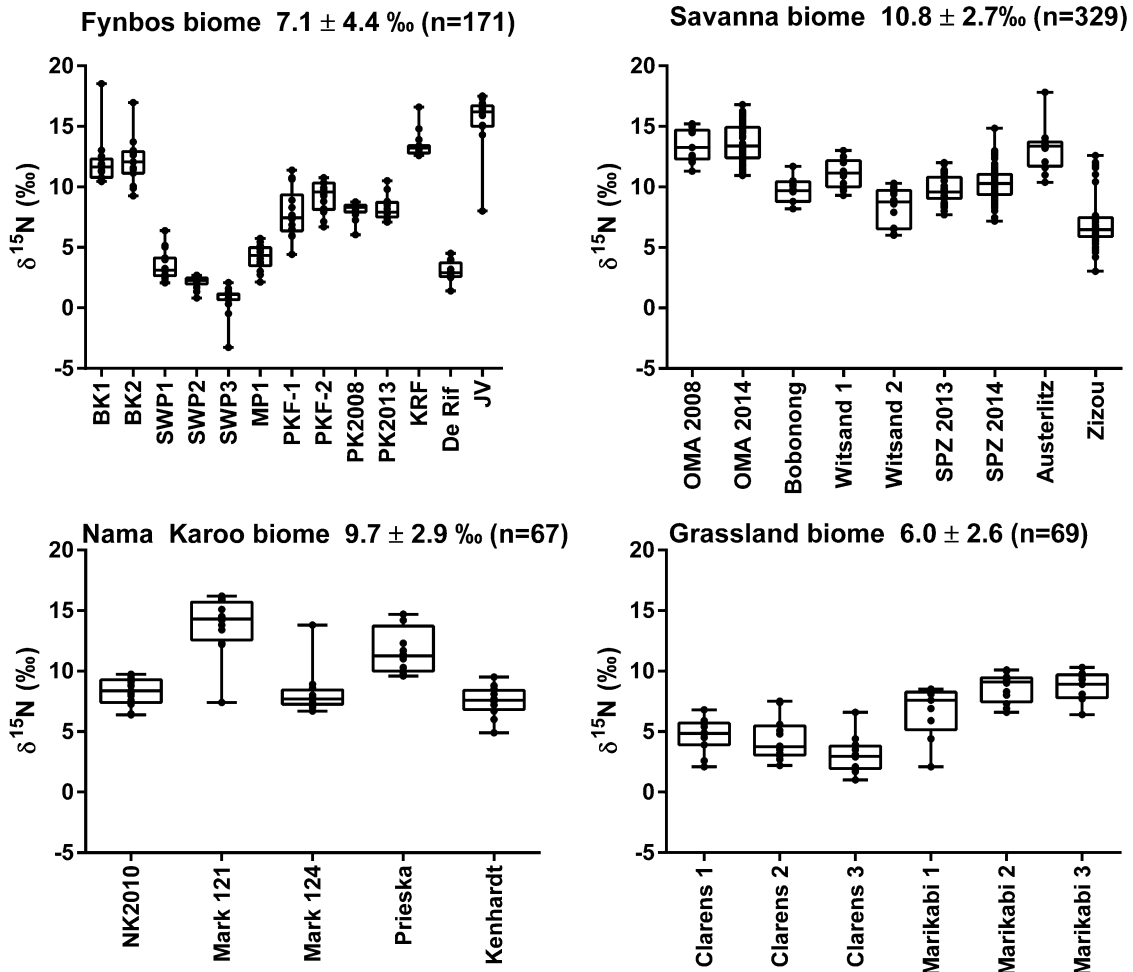 Fynbos biome 7.1 ± 4.4 ‰ (n=171)
20
15
10
5
0
-5
δ ¹⁵N (‰)
BK1
BK2
SWP1
SWP2
SWP3
MP1
PKF-1
PKF-2
PK2008
PK2013
KRF
De Rif
JV
Savanna biome 10.8 ± 2.7‰ (n=329)
20
15
10
5
0
-5
δ ¹⁵N (‰)
OMA 2008
OMA 2014
Bobonong
Witsand 1
Witsand 2
SPZ 2013
SPZ 2014
Austerlitz
Zizou
Nama Karoo biome 9.7 ± 2.9 ‰ (n=67)
20
15
10
5
0
-5
δ ¹⁵N (‰)
NK2010
Mark 121
Mark 124
Prieska
Kenhardt
Grassland biome 6.0 ± 2.6 (n=69)
20
15
10
5
0
-5
δ ¹⁵N (‰)
Clarens 1
Clarens 2
Clarens 3
Marikabi 1
Marikabi 2
Marikabi 3